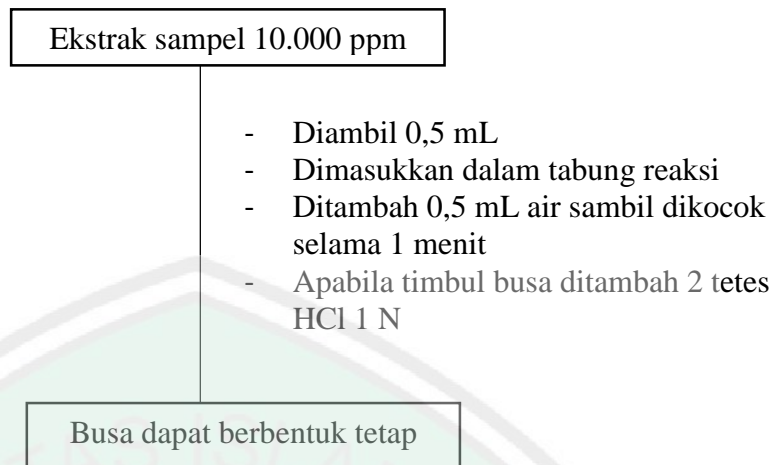 Ekstrak sampel 10.000 ppm
- Diambil 0,5 mL
- Dimasukkan dalam tabung reaksi
- Ditambah 0,5 mL air sambil dikocok
selama 1 menit
- Apabila timbul busa ditambah 2 tetes
HCl 1 N
Busa dapat berbentuk tetap